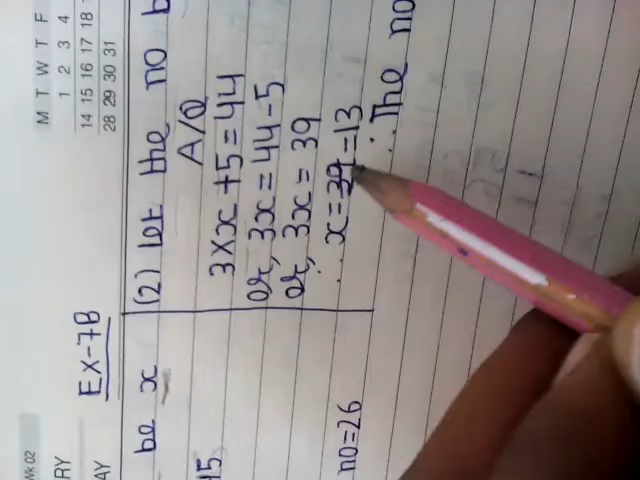 Wk 02
RY
AY
M T W T F
1 2 3 4
14 15 16 17 18
28 29 30 31
EX-7B
be x
15
no=26
(2) Let the no b
A/Q
3×x+5=44
or, 3x=44-5
or, 3x=39
∴ x=39=13
∴ The no